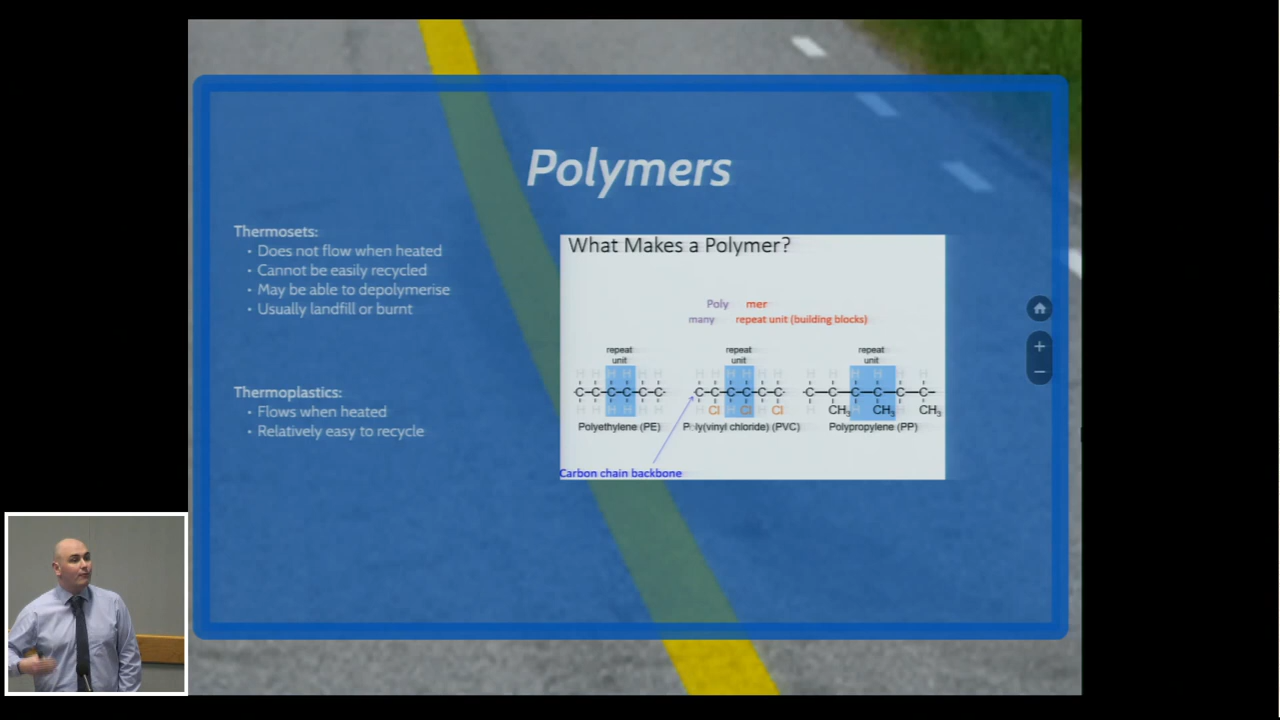 Polymers
Thermosets:
• Does not flow when heated
• Cannot be easily recycled
• May be able to depolymerise
• Usually landfill or burnt
Thermoplastics:
• Flows when heated
• Relatively easy to recycle
What Makes a Polymer?
Poly mer
many repeat unit (building blocks)
repeat unit
repeat unit
repeat unit
H H H H H H
C C C C C C
H H H H H H
Polyethylene (PE)
H H H H H H
C C C C C C
H Cl H Cl H Cl
Poly(vinyl chloride) (PVC)
H H H H H H
C C C C C C
H CH3 H CH3 H CH3
Polypropylene (PP)
Carbon chain backbone